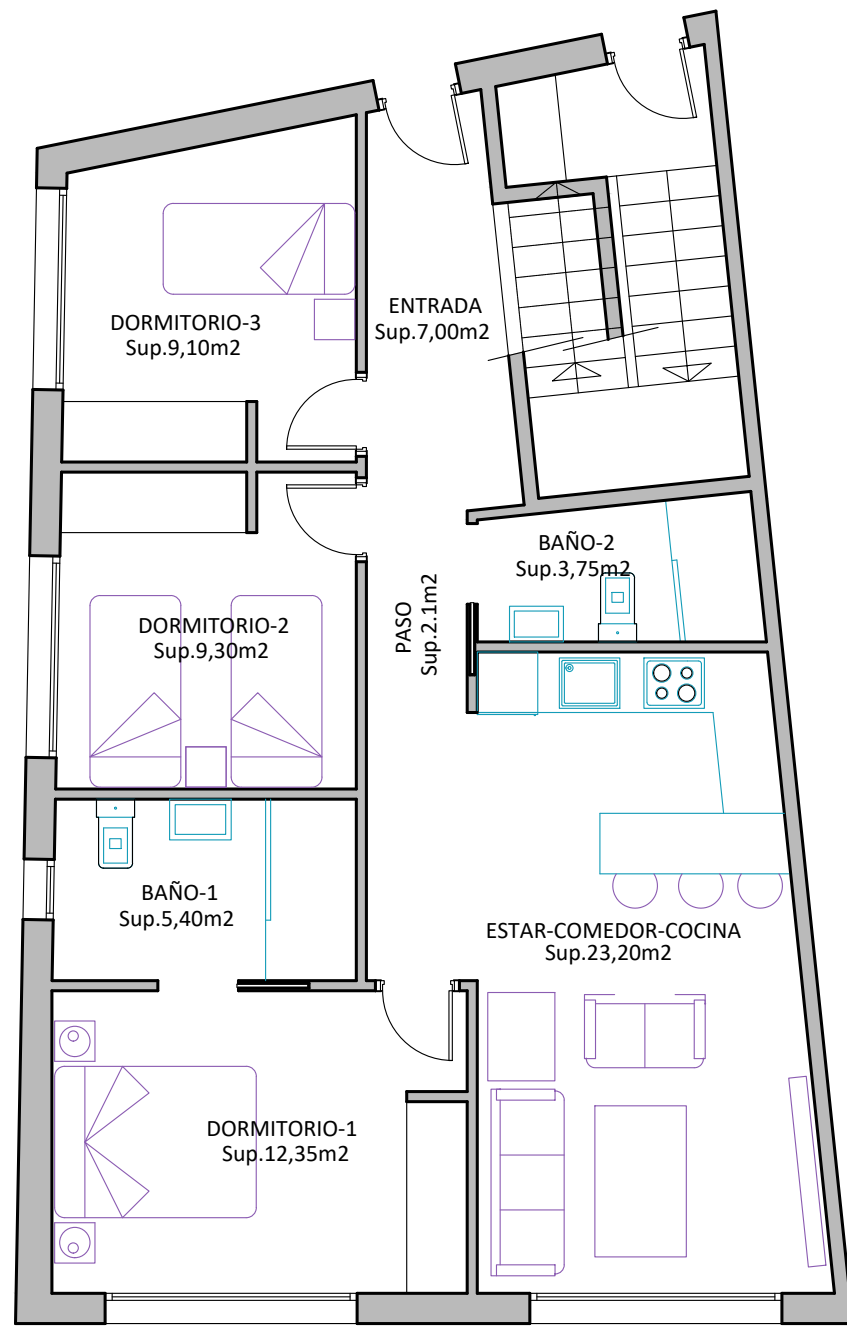 ENTRADA
Sup.7,00m2
DORMITORIO-3
Sup.9,10m2
BAÑO-2
Sup.3,75m2
PASO
Sup.2.1m2
DORMITORIO-2
Sup.9,30m2
BAÑO-1
Sup.5,40m2
ESTAR-COMEDOR-COCINA
Sup.23,20m2
DORMITORIO-1
Sup.12,35m2